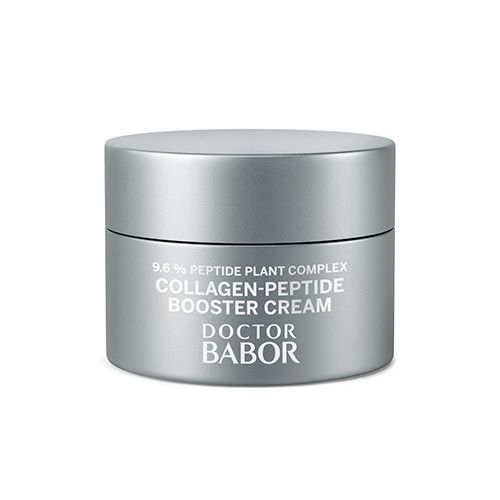 9.6 % PEPTIDE PLANT COMPLEX
COLLAGEN-PEPTIDE
BOOSTER CREAM
DOCTOR
BABOR